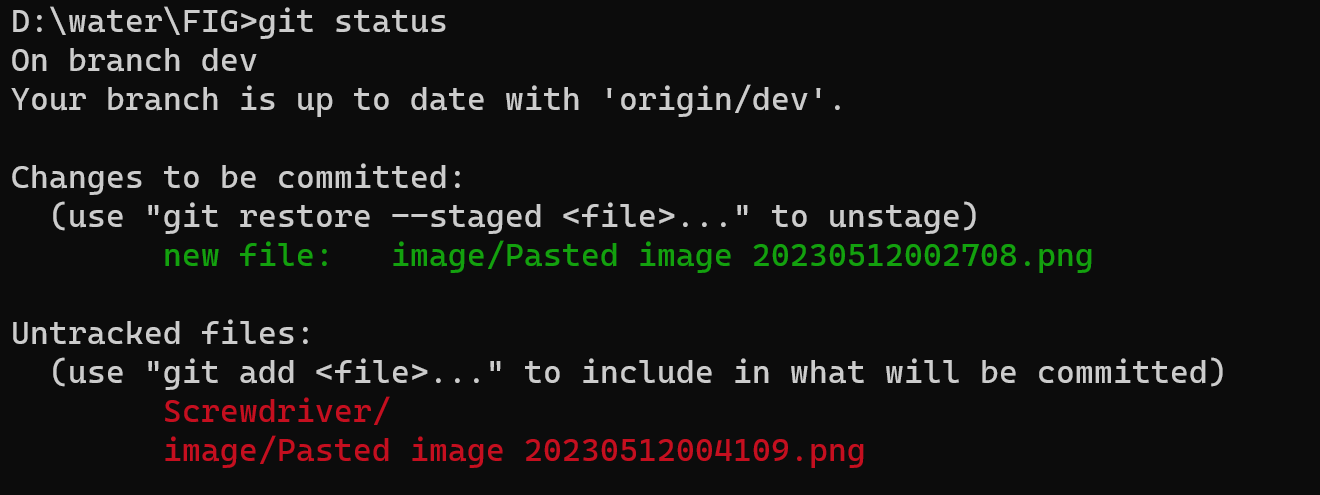 D:\water\FIG>git status
On branch dev
Your branch is up to date with 'origin/dev'.
Changes to be committed:
  (use "git restore --staged <file>..." to unstage)
        new file:   image/Pasted image 20230512002708.png
Untracked files:
  (use "git add <file>..." to include in what will be committed)
        Screwdriver/
        image/Pasted image 20230512004109.png